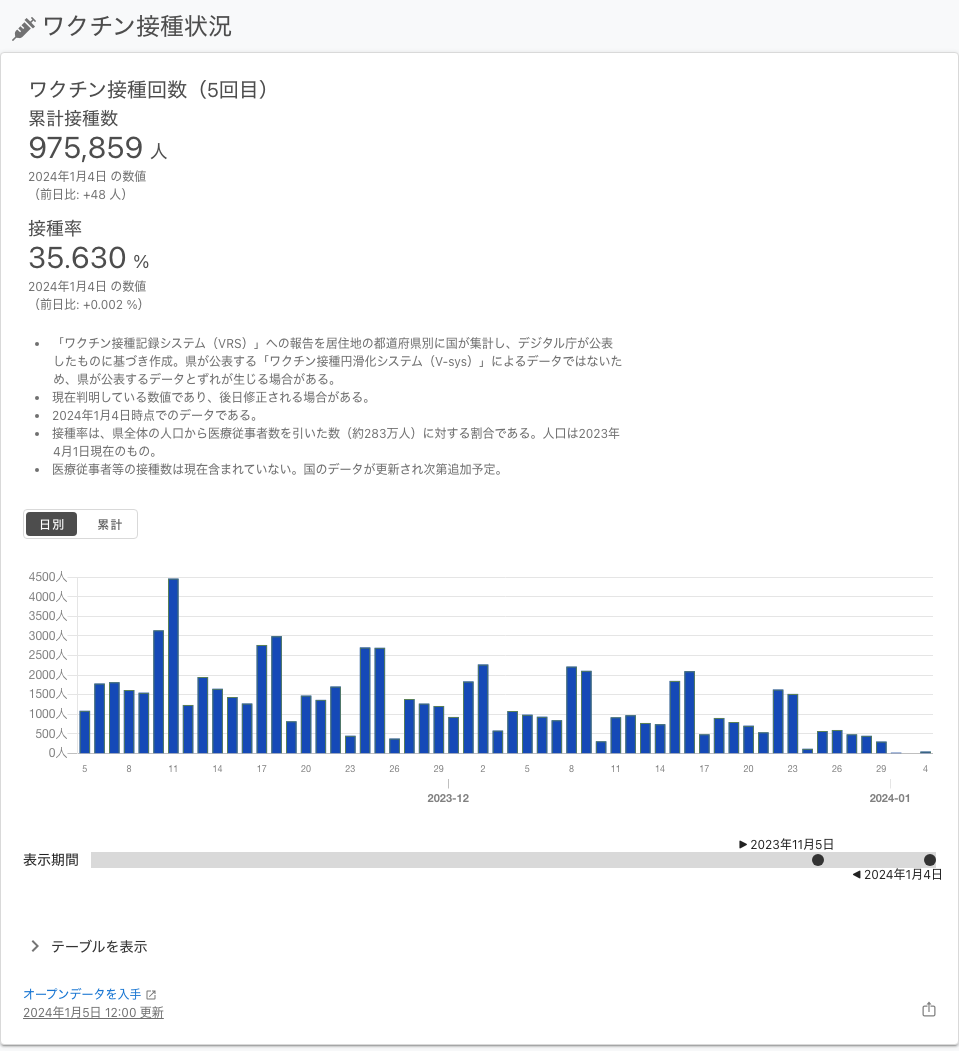 ワクチン接種状況
ワクチン接種回数（5回目）
累計接種数
975,859 人
2024年1月4日 の数値
（前日比: +48 人）
接種率
35.630 %
2024年1月4日 の数値
（前日比: +0.002 %）
• 「ワクチン接種記録システム（VRS）」への報告を居住地の都道府県別に国が集計し、デジタル庁が公表
したものに基づき作成。県が公表する「ワクチン接種円滑化システム（V-sys）」によるデータではないた
め、県が公表するデータとずれが生じる場合がある。
• 現在判明している数値であり、後日修正される場合がある。
• 2024年1月4日時点でのデータである。
• 接種率は、県全体の人口から医療従事者数を引いた数（約283万人）に対する割合である。人口は2023年
4月1日現在のもの。
• 医療従事者等の接種数は現在含まれていない。国のデータが更新され次第追加予定。
日別 累計
4500人
4000人
3500人
3000人
2500人
2000人
1500人
1000人
500人
0人
5 8 11 14 17 20 23 26 29 2 5 8 11 14 17 20 23 26 29 4
2023-12 2024-01
▶ 2023年11月5日
表示期間
◀ 2024年1月4日
テーブルを表示
オープンデータを入手
2024年1月5日 12:00 更新